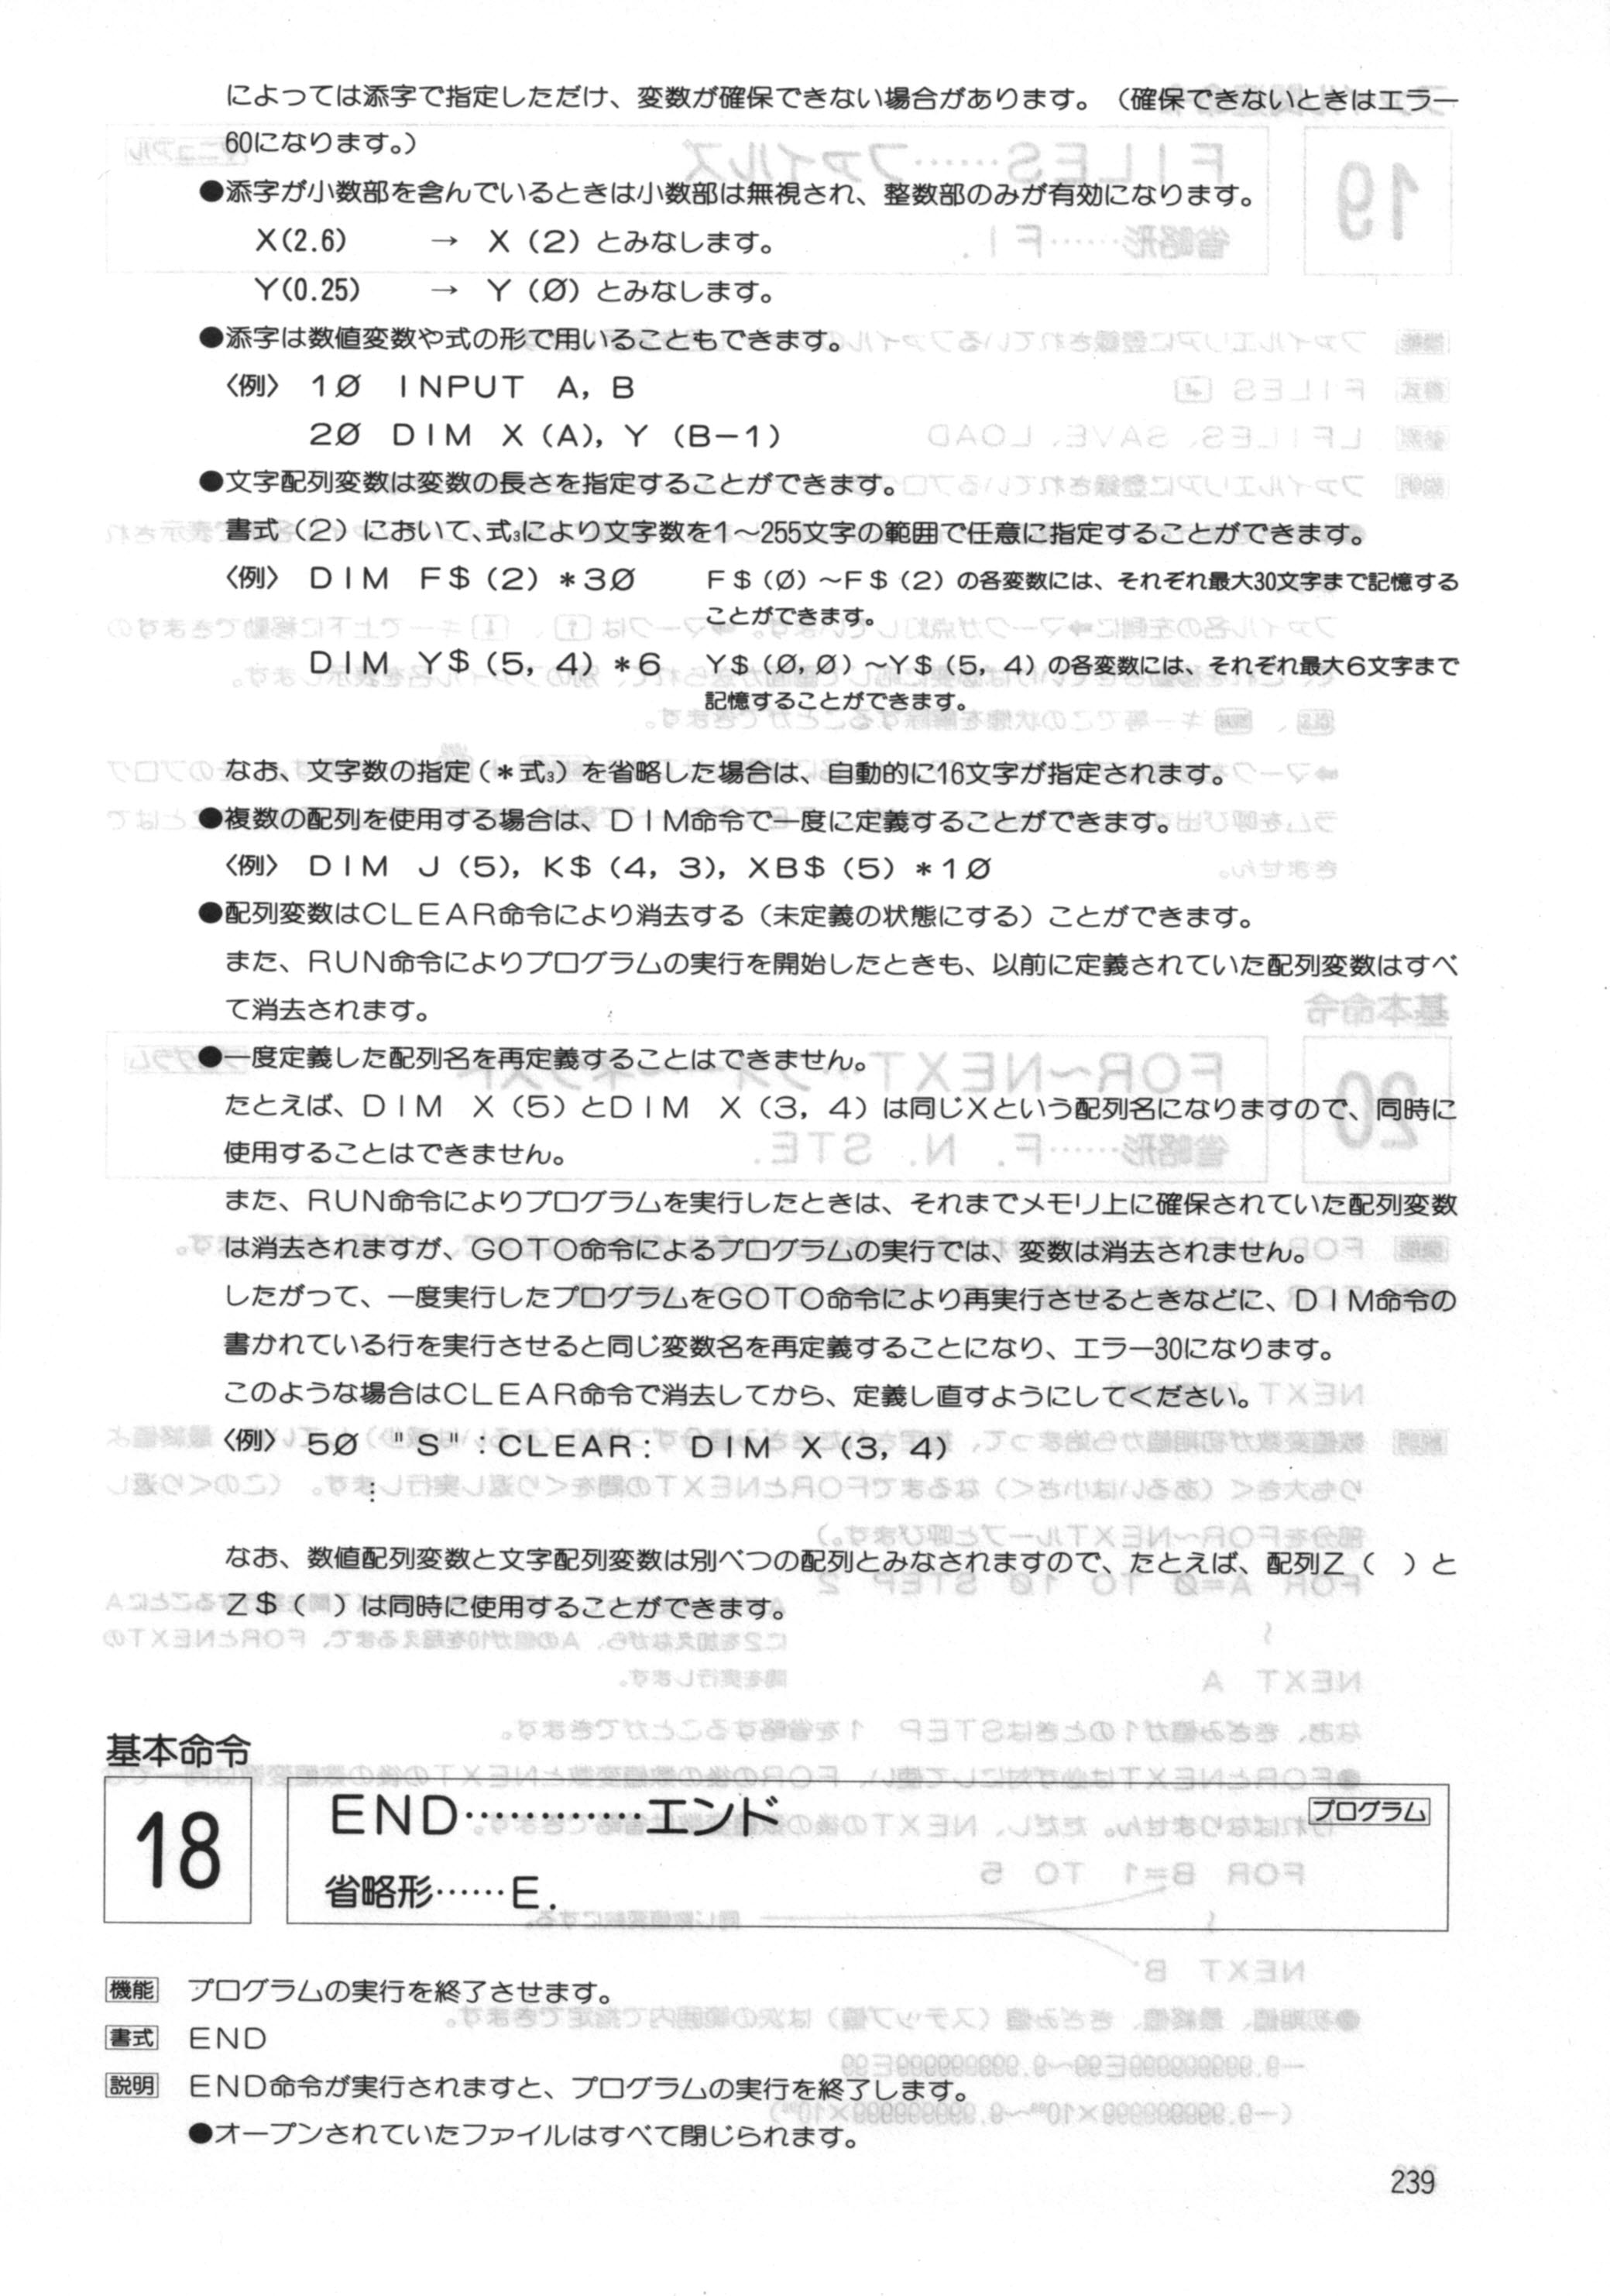 によっては添字で指定しただけ、変数が確保できない場合があります。（確保できないときはエラー
60になります。）
●添字が小数部を含んでいるときは小数部は無視され、整数部のみが有効になります。
X(2.6) → X（2）とみなします。
Y(0.25) → Y（Ø）とみなします。
●添字は数値変数や式の形で用いることもできます。
〈例〉 1Ø INPUT A, B
2Ø DIM X（A）, Y（B－1）
●文字配列変数は変数の長さを指定することができます。
書式（2）において、式₃により文字数を1～255文字の範囲で任意に指定することができます。
〈例〉 DIM F$（2）*3Ø F$（Ø）～F$（2）の各変数には、それぞれ最大30文字まで記憶する
ことができます。
DIM Y$（5, 4）*6 Y$（Ø, Ø）～Y$（5, 4）の各変数には、それぞれ最大6文字まで
記憶することができます。
なお、文字数の指定（*式₃）を省略した場合は、自動的に16文字が指定されます。
●複数の配列を使用する場合は、DIM命令で一度に定義することができます。
〈例〉 DIM J（5）, K$（4, 3）, XB$（5）*1Ø
●配列変数はCLEAR命令により消去する（未定義の状態にする）ことができます。
また、RUN命令によりプログラムの実行を開始したときも、以前に定義されていた配列変数はすべ
て消去されます。
●一度定義した配列名を再定義することはできません。
たとえば、DIM X（5）とDIM X（3, 4）は同じXという配列名になりますので、同時に
使用することはできません。
また、RUN命令によりプログラムを実行したときは、それまでメモリ上に確保されていた配列変数
は消去されますが、GOTO命令によるプログラムの実行では、変数は消去されません。
したがって、一度実行したプログラムをGOTO命令により再実行させるときなどに、DIM命令の
書かれている行を実行させると同じ変数名を再定義することになり、エラー30になります。
このような場合はCLEAR命令で消去してから、定義し直すようにしてください。
〈例〉 5Ø "S":CLEAR: DIM X（3, 4）
⋮
なお、数値配列変数と文字配列変数は別べつの配列とみなされますので、たとえば、配列Z（ ）と
Z$（ ）は同時に使用することができます。
基本命令
18
END…………エンド
プログラム
省略形……E.
機能 プログラムの実行を終了させます。
書式 END
説明 END命令が実行されますと、プログラムの実行を終了します。
●オープンされていたファイルはすべて閉じられます。
239